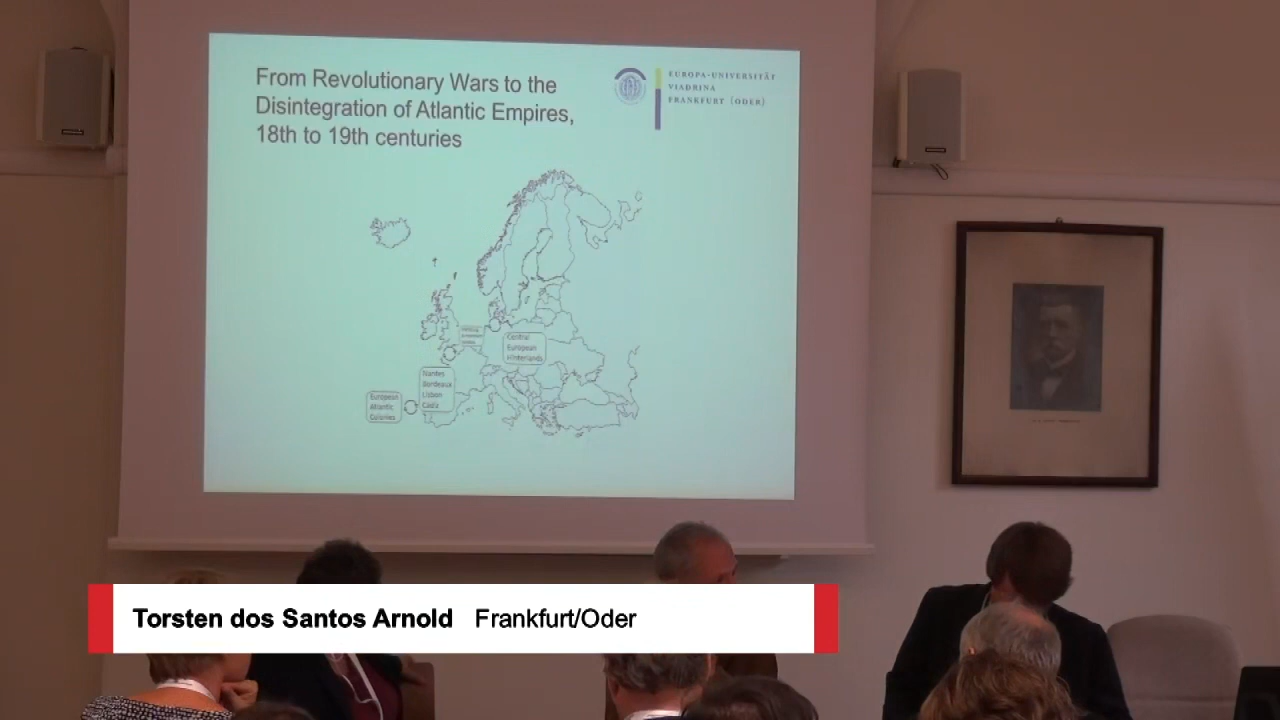 From Revolutionary Wars to the
Disintegration of Atlantic Empires,
18th to 19th centuries
EUROPA-UNIVERSITÄT
VIADRINA
FRANKFURT (ODER)
Central
European
Hinterlands
Nantes
Bordeaux
Lisbon
Cadiz
European
Atlantic
Colonies
Torsten dos Santos Arnold Frankfurt/Oder